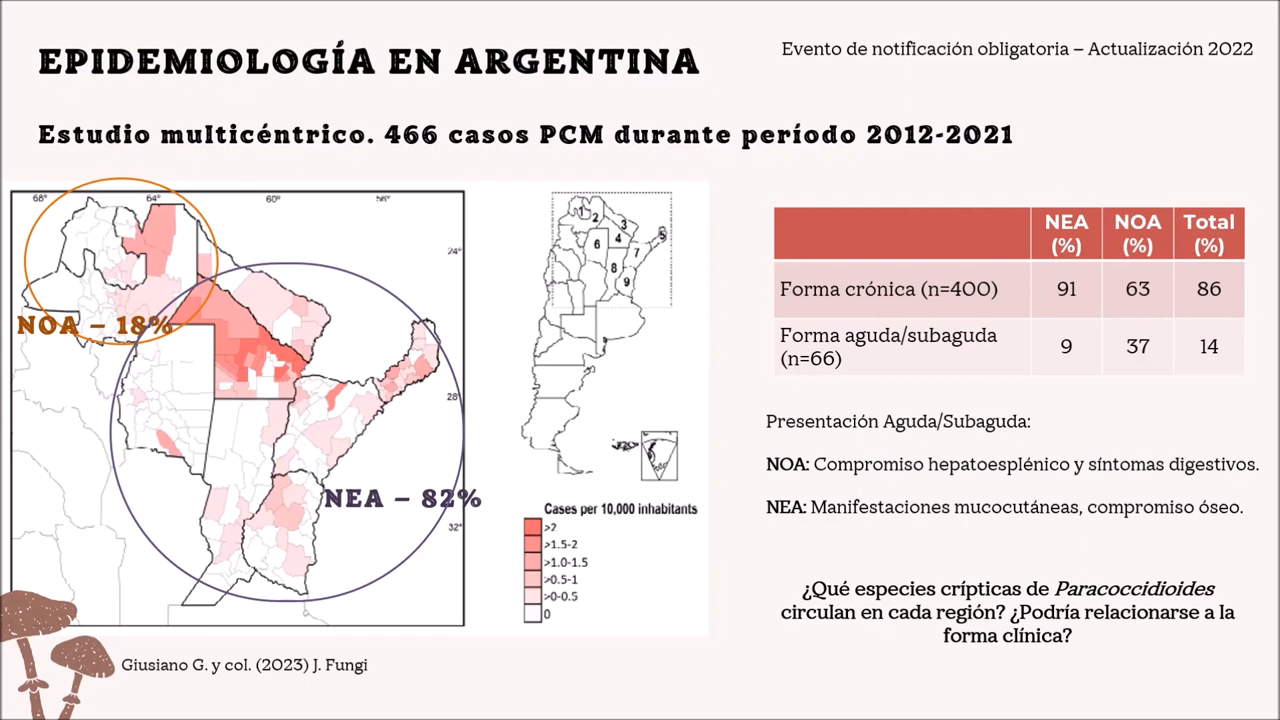 EPIDEMIOLOGÍA EN ARGENTINA
Evento de notificación obligatoria – Actualización 2022
Estudio multicéntrico. 466 casos PCM durante período 2012-2021
68° 64° 60° 56°
24°
28°
32°
NOA – 18%
NEA – 82%
1 2 3 4 5 6 7 8 9
Cases per 10,000 inhabitants
>2
>1.5-2
>1.0-1.5
>0.5-1
>0-0.5
0
NEA (%) NOA (%) Total (%)
Forma crónica (n=400) 91 63 86
Forma aguda/subaguda (n=66) 9 37 14
Presentación Aguda/Subaguda:
NOA: Compromiso hepatoesplénico y síntomas digestivos.
NEA: Manifestaciones mucocutáneas, compromiso óseo.
¿Qué especies crípticas de Paracoccidioides
circulan en cada región? ¿Podría relacionarse a la
forma clínica?
Giusiano G. y col. (2023) J. Fungi